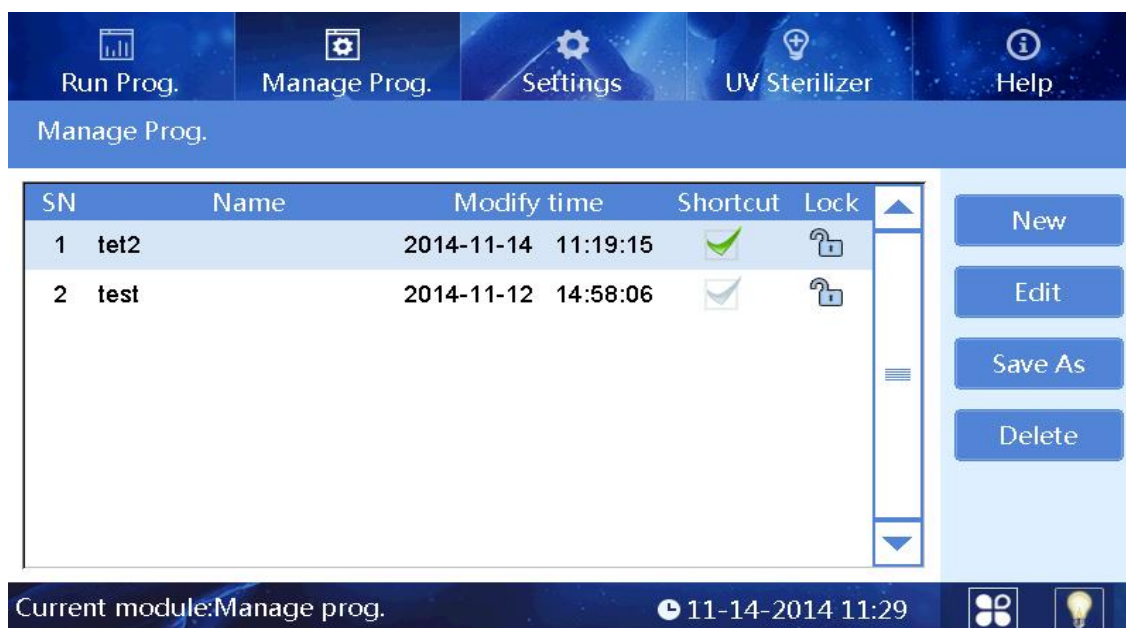 Run Prog. Manage Prog. Settings UV Sterilizer Help
Manage Prog.
SN Name Modify time Shortcut Lock
New
1 tet2 2014-11-14 11:19:15
2 test 2014-11-12 14:58:06
Edit
Save As
Delete
Current module:Manage prog. 11-14-2014 11:29